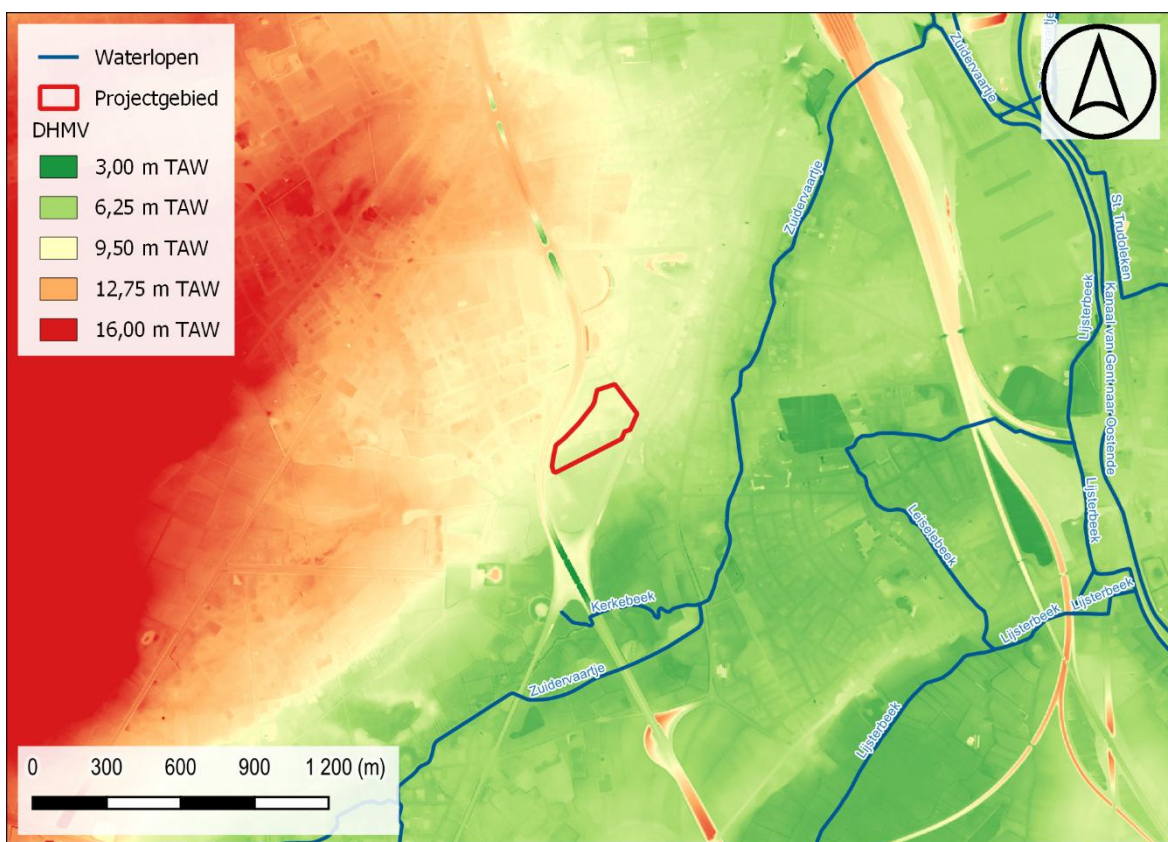 Waterlopen
Projectgebied
DHMV
3,00 m TAW
6,25 m TAW
9,50 m TAW
12,75 m TAW
16,00 m TAW
Zuidervaartje
St. Trudoleken
Zuidervaartje
Lijsterbeek
Kanaal van Gent naar Oostende
Lijsterbeek
Leiselebeek
Kerkebeek
Lijsterbeek
Lijsterbeek
Zuidervaartje
Lijsterbeek
0 300 600 900 1 200 (m)